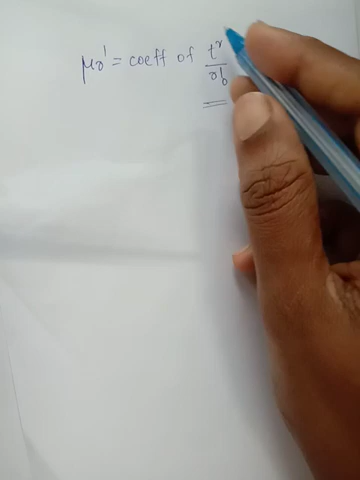 μr' = coeff of t^r/r!